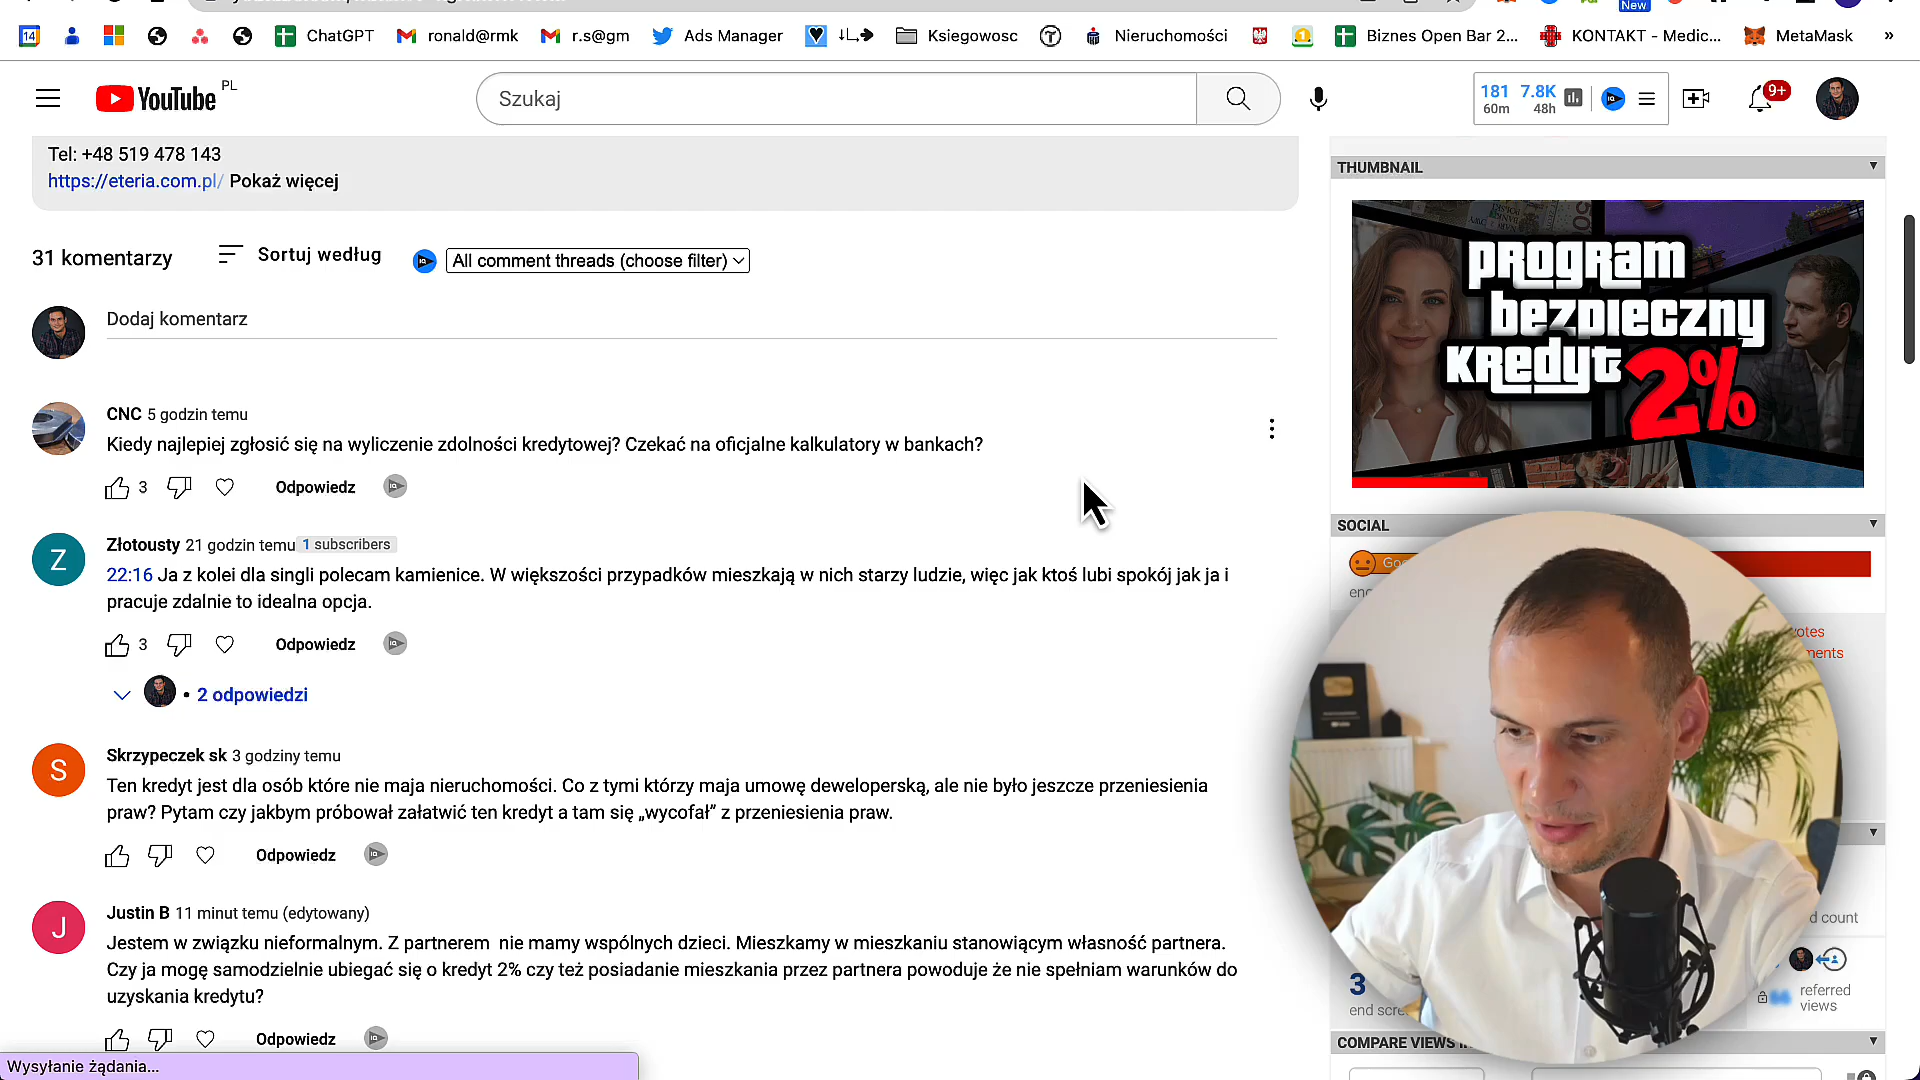 New
14
ChatGPT
ronald@rmk
r.s@gm
Ads Manager
Ksiegowosc
Nieruchomości
Biznes Open Bar 2...
KONTAKT - Medic...
MetaMask
»
YouTube PL
Szukaj
181 7.8K
60m 48h
9+
Tel: +48 519 478 143
https://eteria.com.pl/ Pokaż więcej
31 komentarzy
Sortuj według
All comment threads (choose filter)
Dodaj komentarz
CNC 5 godzin temu
Kiedy najlepiej zgłosić się na wyliczenie zdolności kredytowej? Czekać na oficjalne kalkulatory w bankach?
3 Odpowiedz
Złotousty 21 godzin temu 1 subscribers
22:16 Ja z kolei dla singli polecam kamienice. W większości przypadków mieszkają w nich starzy ludzie, więc jak ktoś lubi spokój jak ja i
pracuje zdalnie to idealna opcja.
3 Odpowiedz
• 2 odpowiedzi
S
Skrzypeczek sk 3 godziny temu
Ten kredyt jest dla osób które nie maja nieruchomości. Co z tymi którzy maja umowę deweloperską, ale nie było jeszcze przeniesienia
praw? Pytam czy jakbym próbował załatwić ten kredyt a tam się „wycofał” z przeniesienia praw.
Odpowiedz
J
Justin B 11 minut temu (edytowany)
Jestem w związku nieformalnym. Z partnerem nie mamy wspólnych dzieci. Mieszkamy w mieszkaniu stanowiącym własność partnera.
Czy ja mogę samodzielnie ubiegać się o kredyt 2% czy też posiadanie mieszkania przez partnera powoduje że nie spełniam warunków do
uzyskania kredytu?
Odpowiedz
Wysyłanie żądania...
Z
THUMBNAIL
PROGRAM
bezpieczny
kredyt 2%
SOCIAL
d count
3
referred
views
COMPARE VIEWS